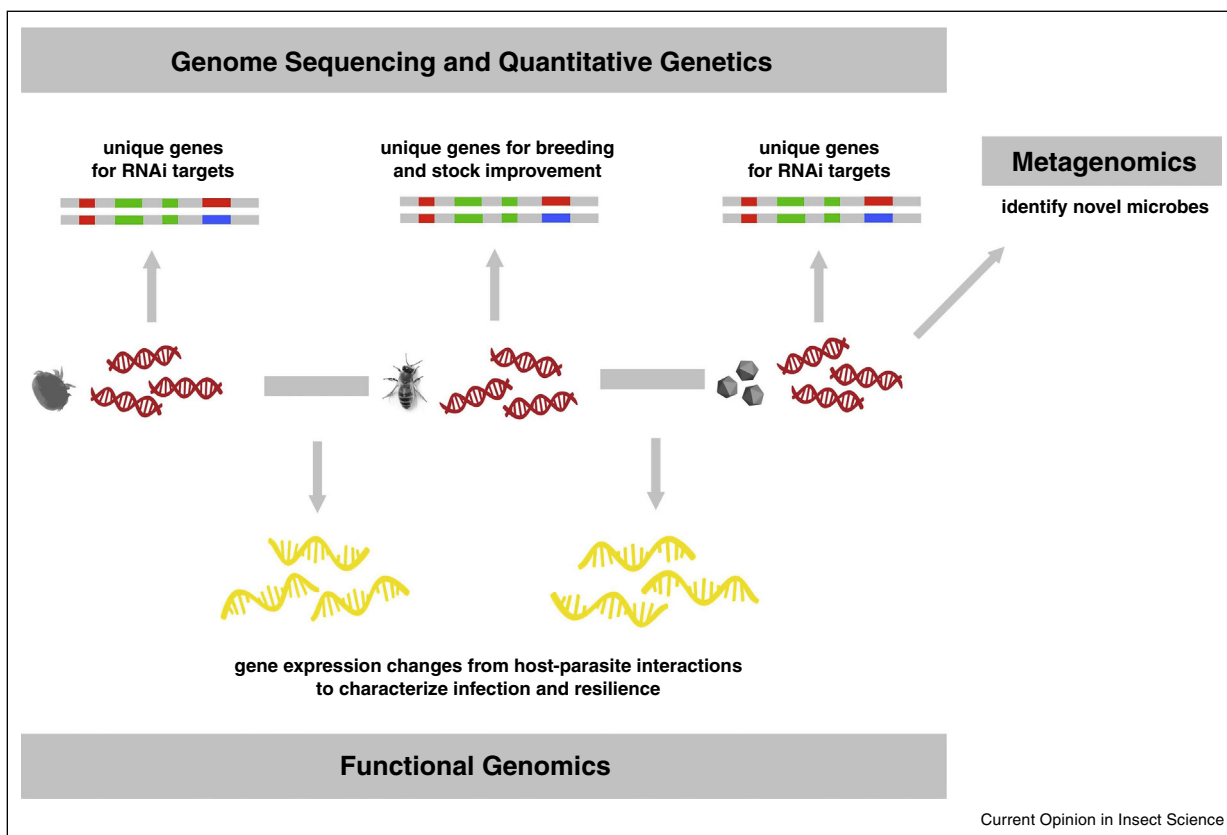 Genome Sequencing and Quantitative Genetics
unique genes
for RNAi targets
unique genes for breeding
and stock improvement
unique genes
for RNAi targets
Metagenomics
identify novel microbes
gene expression changes from host-parasite interactions
to characterize infection and resilience
Functional Genomics
Current Opinion in Insect Science